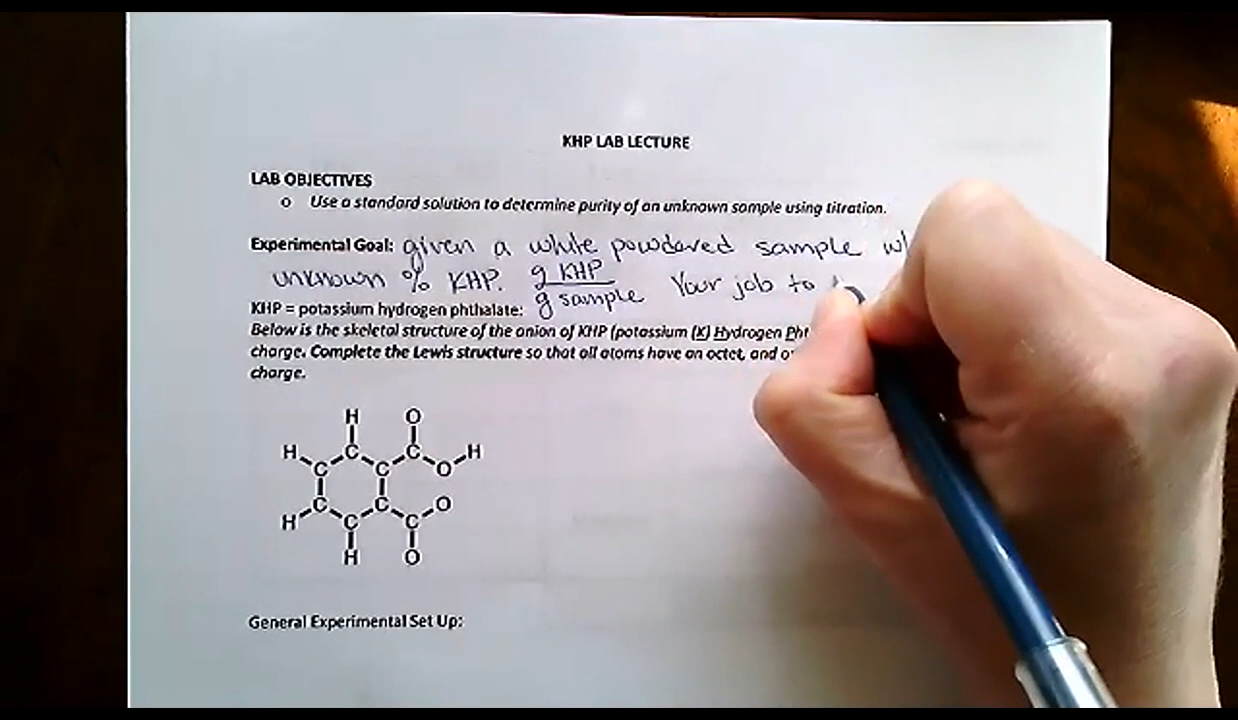 KHP LAB LECTURE
LAB OBJECTIVES
o Use a standard solution to determine purity of an unknown sample using titration.
Experimental Goal: given a white powdered sample w/
unknown % KHP. g KHP
g sample Your job to
KHP = potassium hydrogen phthalate:
Below is the skeletal structure of the anion of KHP (potassium (K) Hydrogen Pht
charge. Complete the Lewis structure so that all atoms have an octet, and
charge.
H O
H C C H
C C O
C C O
H C C
H O
General Experimental Set Up: